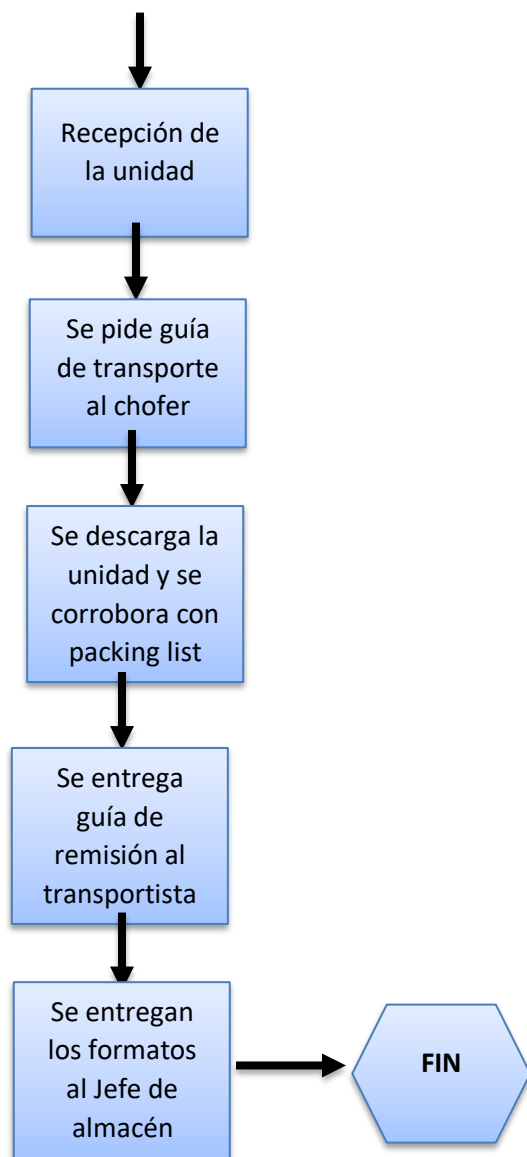 Recepción de
la unidad
Se pide guía
de transporte
al chofer
Se descarga la
unidad y se
corrobora con
packing list
Se entrega
guía de
remisión al
transportista
Se entregan
los formatos
al Jefe de
almacén
FIN